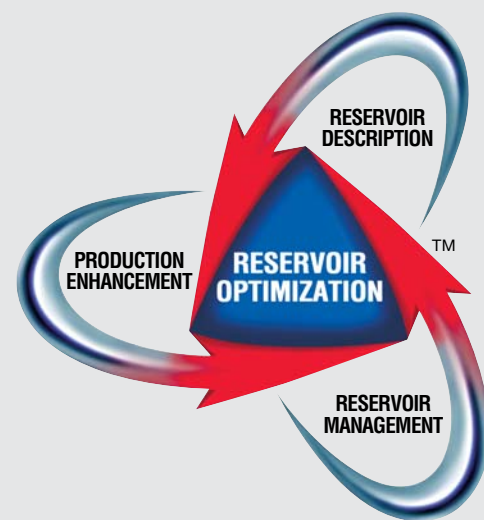 RESERVOIR
DESCRIPTION
TM
PRODUCTION
ENHANCEMENT
RESERVOIR
OPTIMIZATION
RESERVOIR
MANAGEMENT